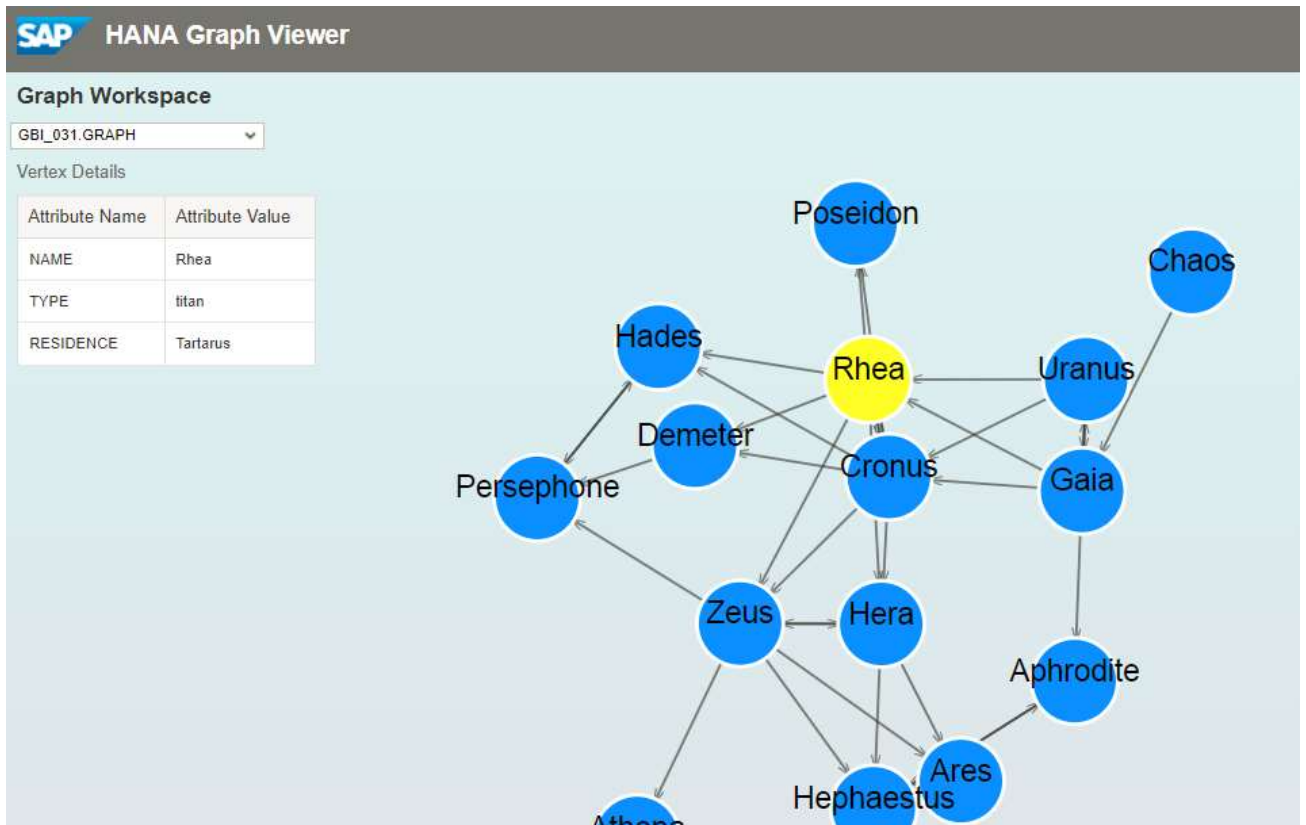 SAP HANA Graph Viewer
Graph Workspace
GBI_031.GRAPH
Vertex Details
Attribute Name Attribute Value
NAME Rhea
TYPE titan
RESIDENCE Tartarus
Poseidon
Chaos
Hades
Rhea
Uranus
Demeter
Cronus
Persephone
Gaia
Zeus
Hera
Aphrodite
Ares
Hephaestus
Athena